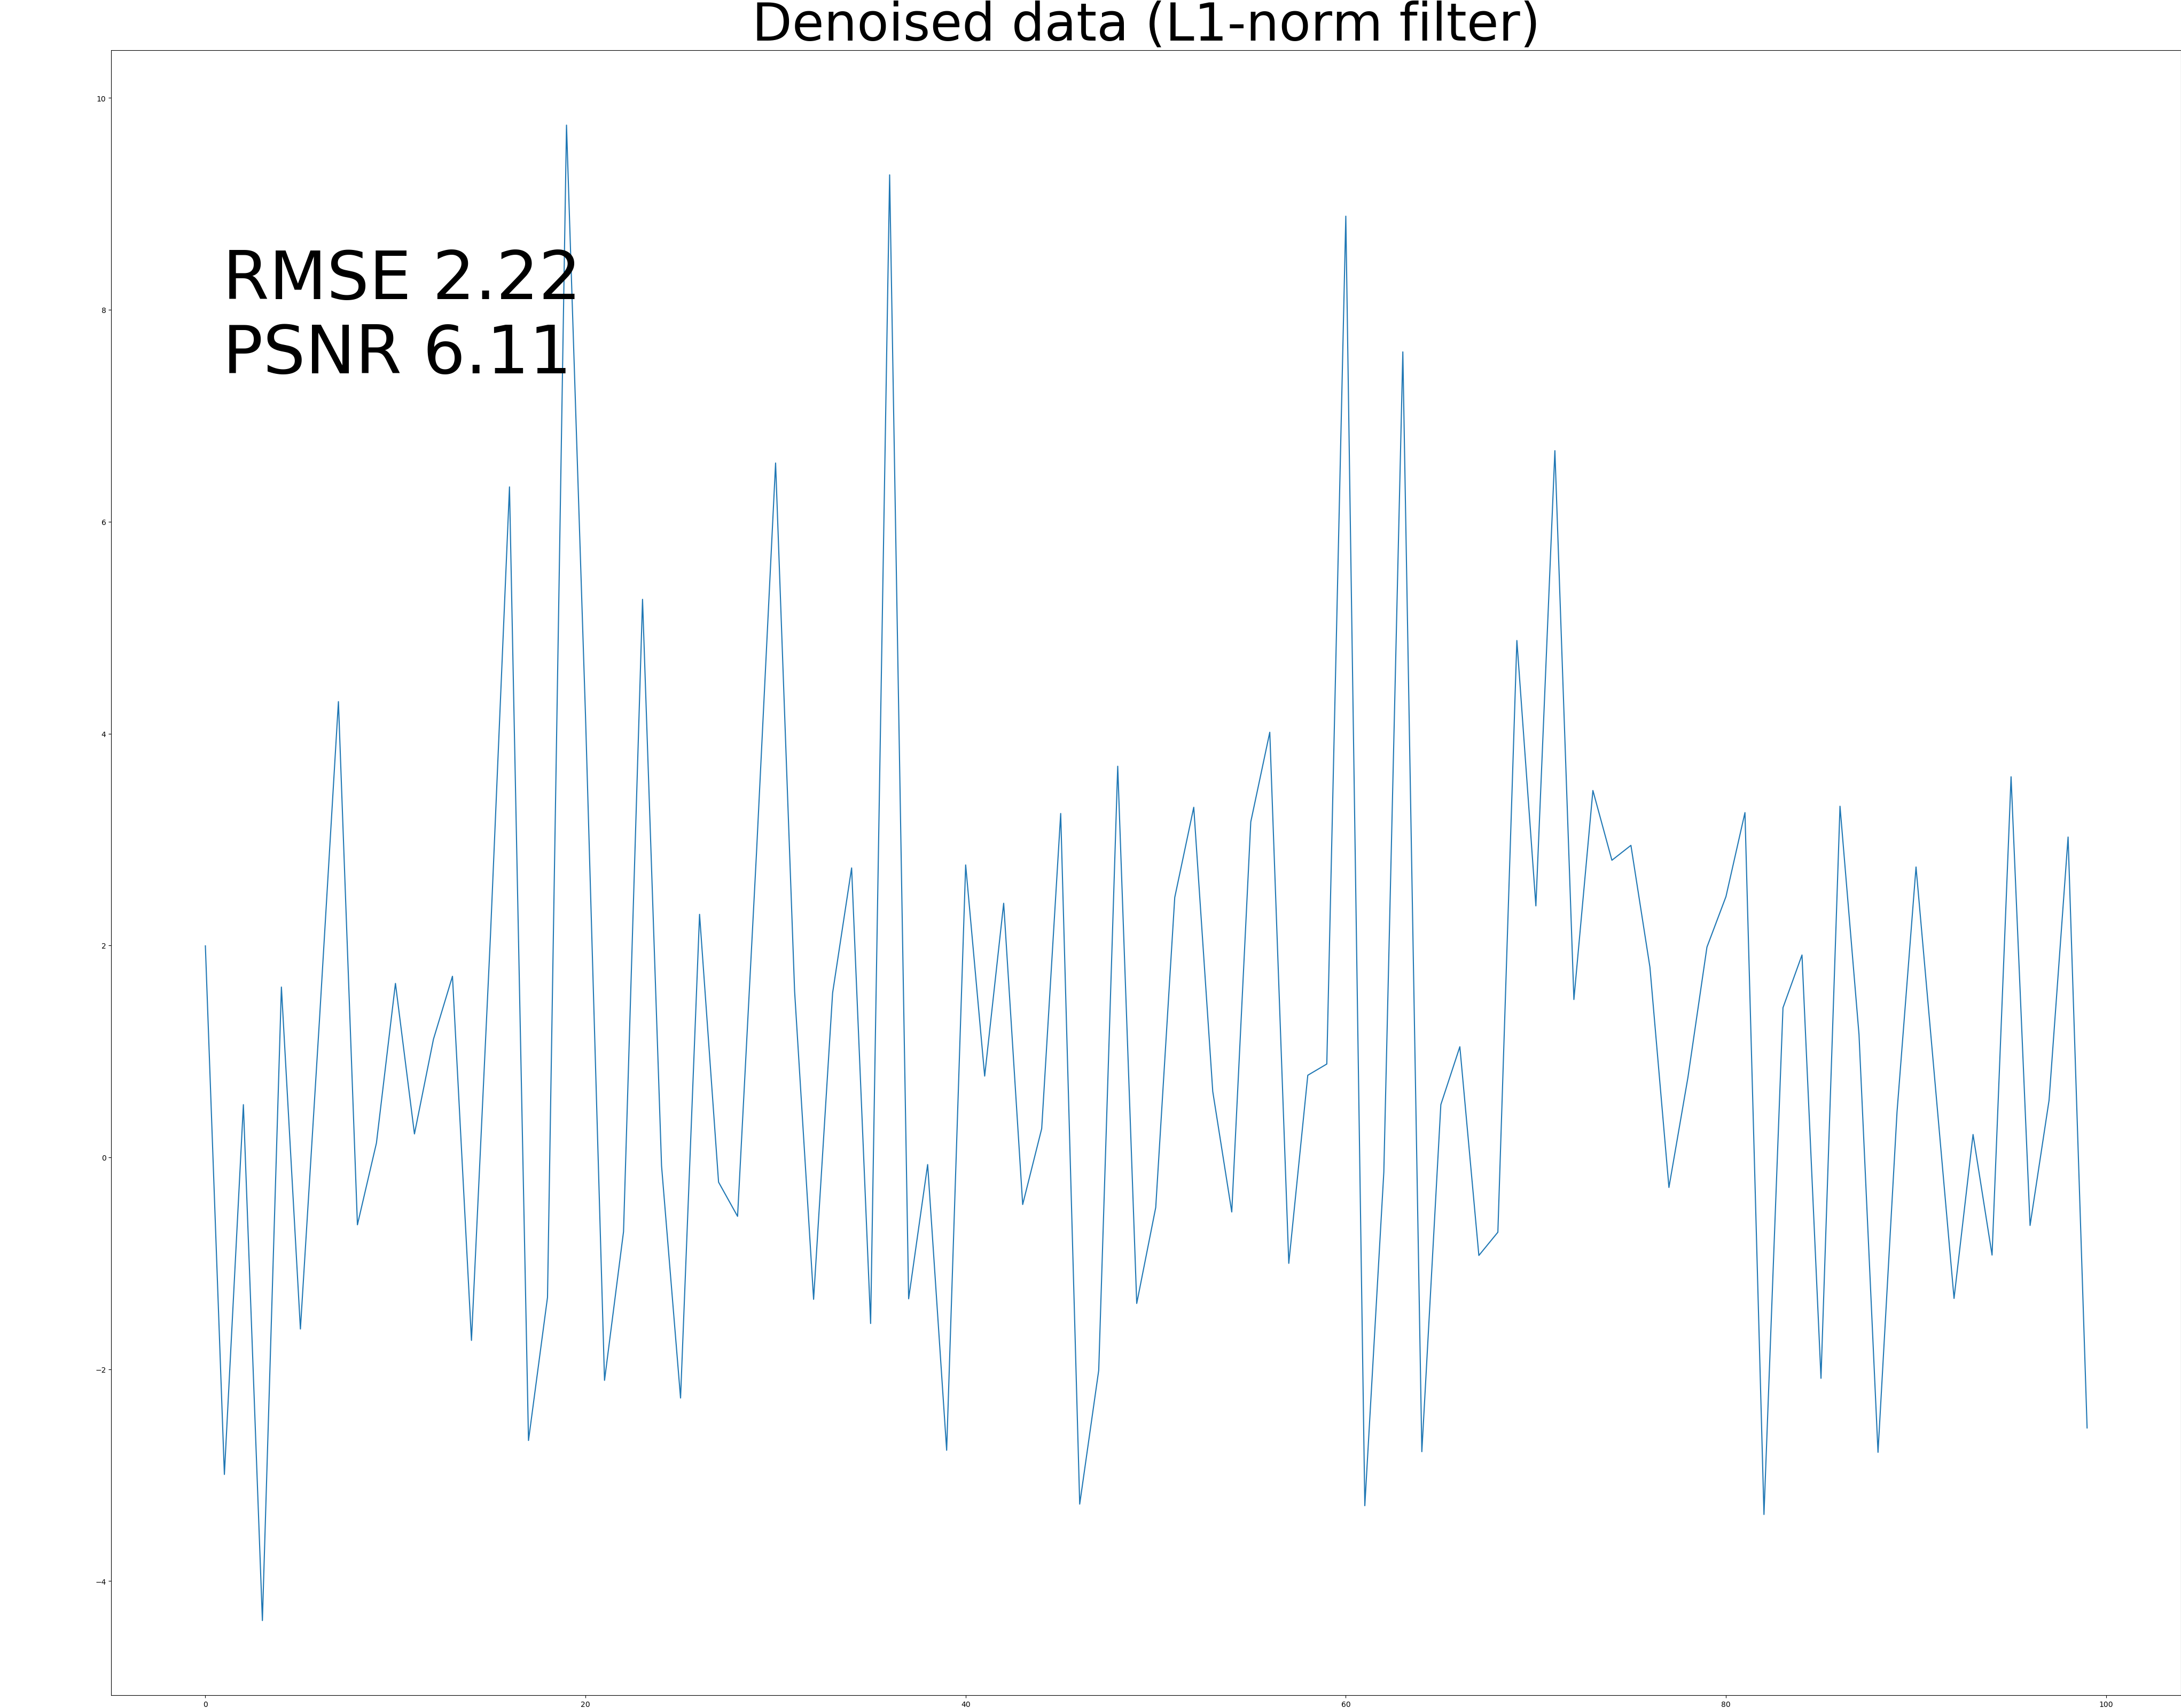 Denoised data (L1-norm filter)
10
RMSE 2.22
8
PSNR 6.11
6
4
2
0
−2
−4
0 20 40 60 80 100